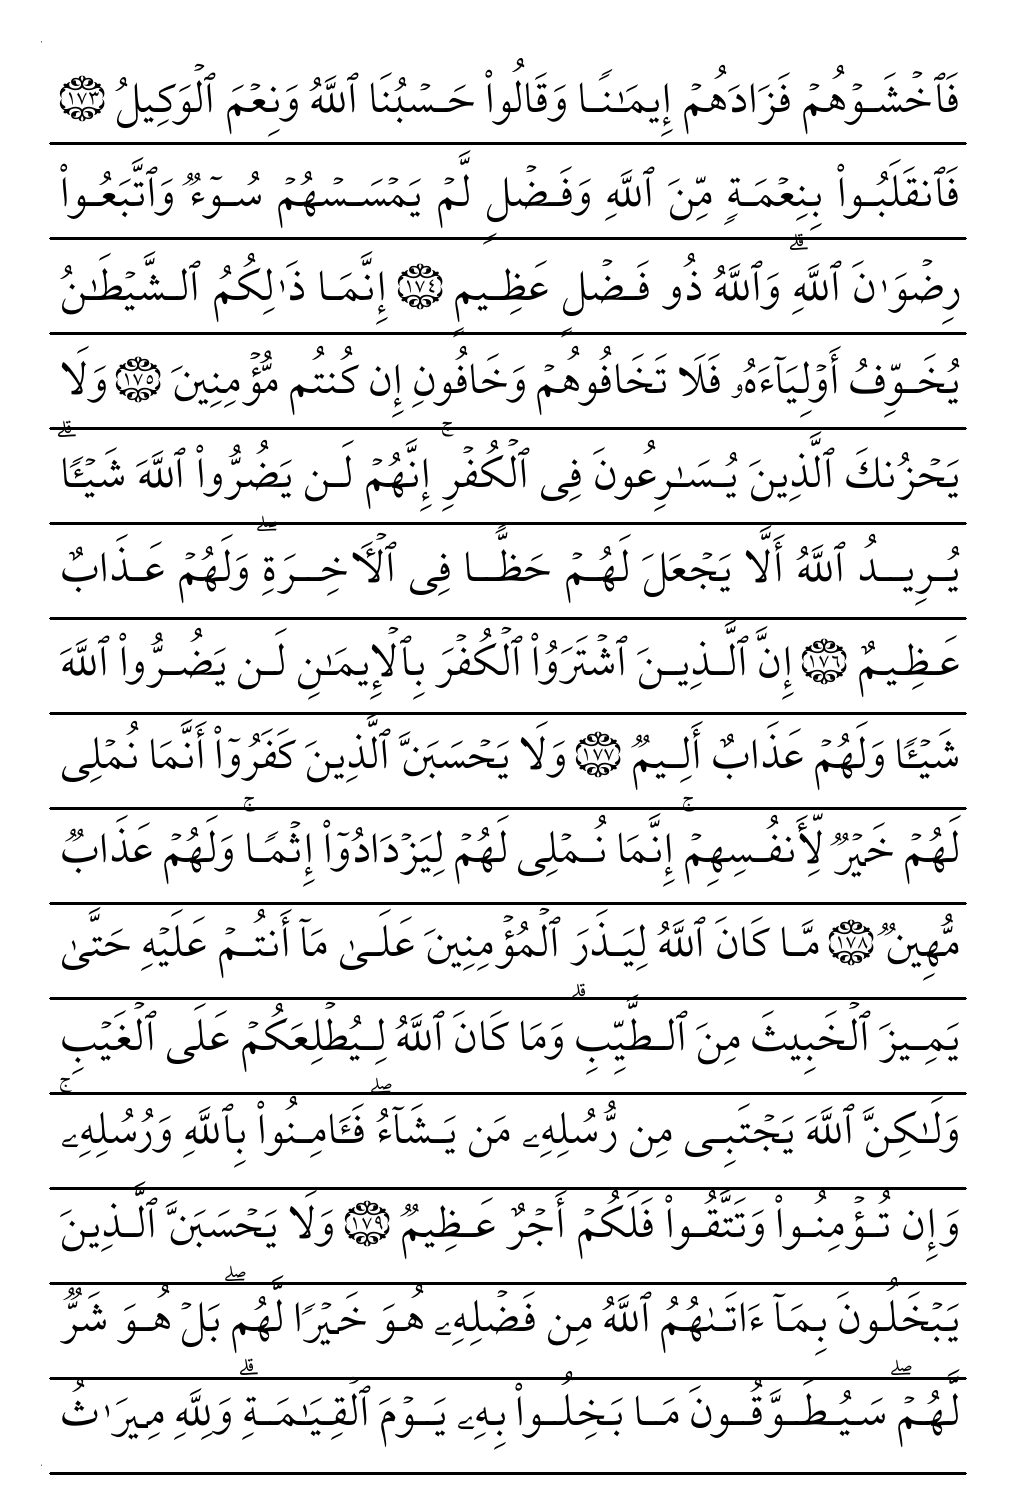 فَٱخۡشَوۡهُمۡ فَزَادَهُمۡ إِيمَٰنًا وَقَالُواْ حَسۡبُنَا ٱللَّهُ وَنِعۡمَ ٱلۡوَكِيلُ ١٧٣
فَٱنقَلَبُواْ بِنِعۡمَةٖ مِّنَ ٱللَّهِ وَفَضۡلٖ لَّمۡ يَمۡسَسۡهُمۡ سُوٓءٞ وَٱتَّبَعُواْ
رِضۡوَٰنَ ٱللَّهِۗ وَٱللَّهُ ذُو فَضۡلٍ عَظِيمٍ ١٧٤ إِنَّمَا ذَٰلِكُمُ ٱلشَّيۡطَٰنُ
يُخَوِّفُ أَوۡلِيَآءَهُۥ فَلَا تَخَافُوهُمۡ وَخَافُونِ إِن كُنتُم مُّؤۡمِنِينَ ١٧٥ وَلَا
يَحۡزُنكَ ٱلَّذِينَ يُسَٰرِعُونَ فِى ٱلۡكُفۡرِۚ إِنَّهُمۡ لَن يَضُرُّواْ ٱللَّهَ شَيۡـًٔاۗ
يُرِيدُ ٱللَّهُ أَلَّا يَجۡعَلَ لَهُمۡ حَظًّا فِى ٱلۡأٓخِرَةِۖ وَلَهُمۡ عَذَابٌ
عَظِيمٌ ١٧٦ إِنَّ ٱلَّذِينَ ٱشۡتَرَوُاْ ٱلۡكُفۡرَ بِٱلۡإِيمَٰنِ لَن يَضُرُّواْ ٱللَّهَ
شَيۡـًٔا وَلَهُمۡ عَذَابٌ أَلِيمٞ ١٧٧ وَلَا يَحۡسَبَنَّ ٱلَّذِينَ كَفَرُوٓاْ أَنَّمَا نُمۡلِى
لَهُمۡ خَيۡرٞ لِّأَنفُسِهِمۡۚ إِنَّمَا نُمۡلِى لَهُمۡ لِيَزۡدَادُوٓاْ إِثۡمًاۚ وَلَهُمۡ عَذَابٞ
مُّهِينٞ ١٧٨ مَّا كَانَ ٱللَّهُ لِيَذَرَ ٱلۡمُؤۡمِنِينَ عَلَىٰ مَآ أَنتُمۡ عَلَيۡهِ حَتَّىٰ
يَمِيزَ ٱلۡخَبِيثَ مِنَ ٱلطَّيِّبِۗ وَمَا كَانَ ٱللَّهُ لِيُطۡلِعَكُمۡ عَلَى ٱلۡغَيۡبِ
وَلَٰكِنَّ ٱللَّهَ يَجۡتَبِى مِن رُّسُلِهِۦ مَن يَشَآءُۖ فَـَٔامِنُواْ بِٱللَّهِ وَرُسُلِهِۦۚ
وَإِن تُؤۡمِنُواْ وَتَتَّقُواْ فَلَكُمۡ أَجۡرٌ عَظِيمٞ ١٧٩ وَلَا يَحۡسَبَنَّ ٱلَّذِينَ
يَبۡخَلُونَ بِمَآ ءَاتَىٰهُمُ ٱللَّهُ مِن فَضۡلِهِۦ هُوَ خَيۡرًا لَّهُمۖ بَلۡ هُوَ شَرّٞ
لَّهُمۡۖ سَيُطَوَّقُونَ مَا بَخِلُواْ بِهِۦ يَوۡمَ ٱلۡقِيَٰمَةِۗ وَلِلَّهِ مِيرَٰثُ